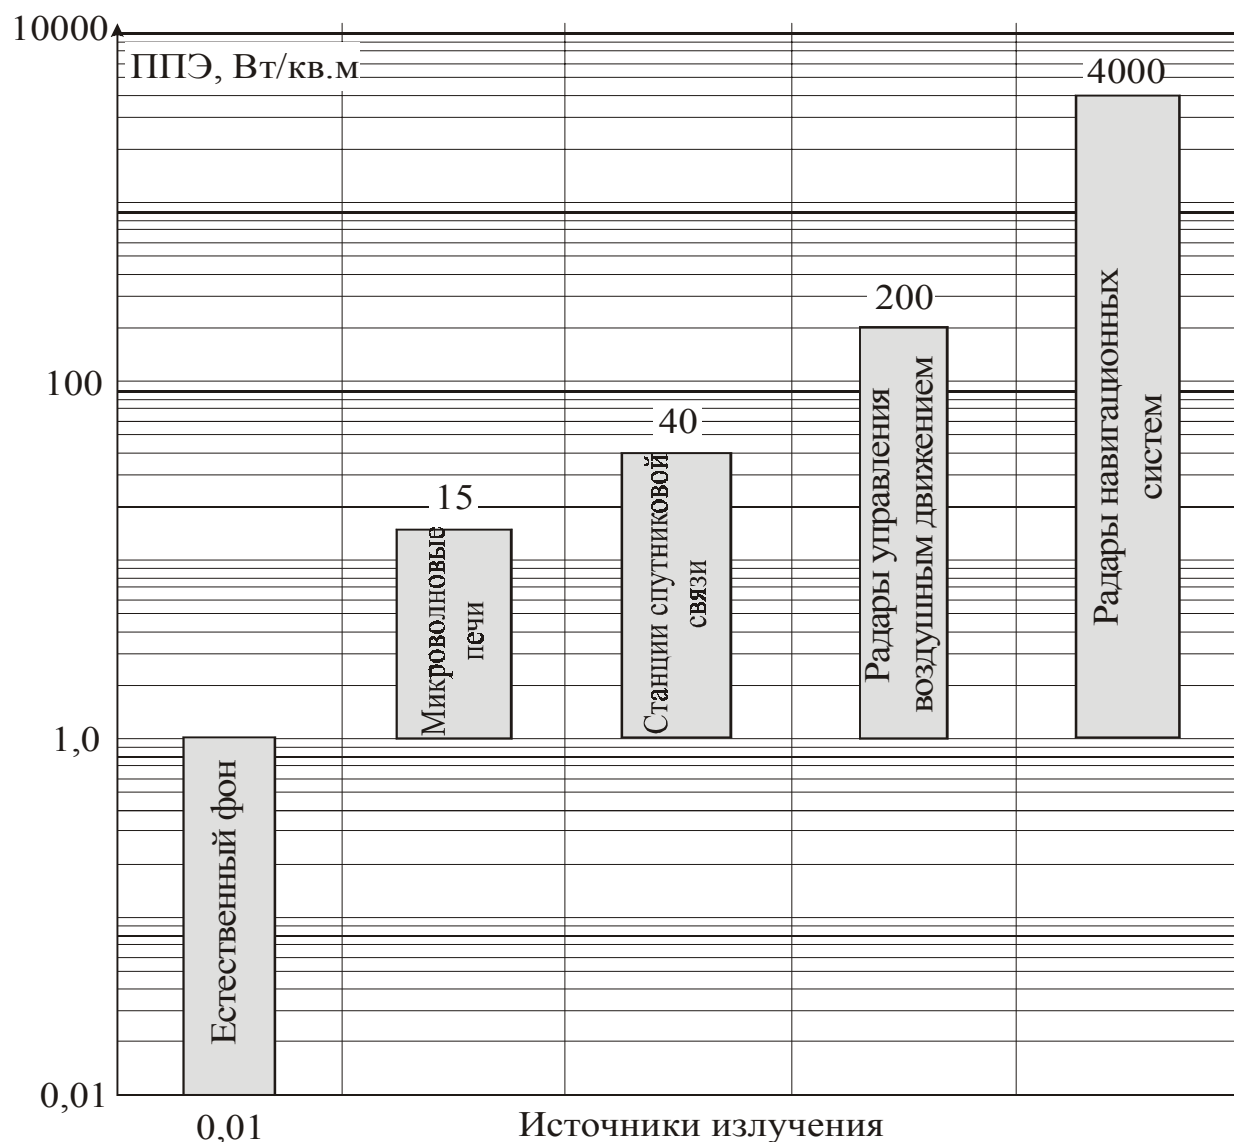 10000
ППЭ, Вт/кв.м
4000
200
100
40
15
Радары навигационных
систем
Радары управления
воздушным движением
Станции спутниковой
связи
Микроволновые
печи
1,0
Естественный фон
0,01
0,01
Источники излучения